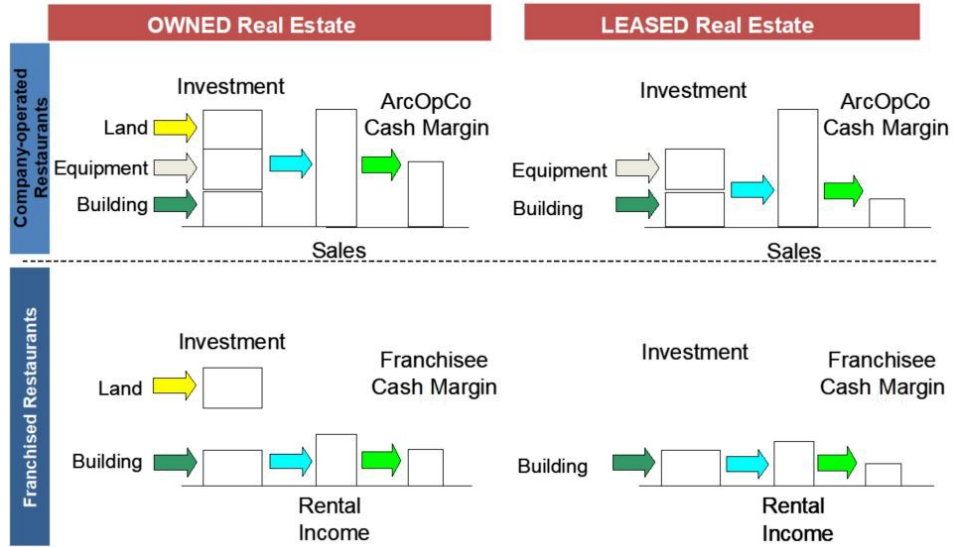 OWNED Real Estate
LEASED Real Estate
Company-operated
Restaurants
Investment
ArcOpCo
Cash Margin
Land
Equipment
Building
Sales
Investment
ArcOpCo
Cash Margin
Equipment
Building
Sales
Franchised Restaurants
Investment
Franchisee
Cash Margin
Land
Building
Rental
Income
Investment
Franchisee
Cash Margin
Building
Rental
Income